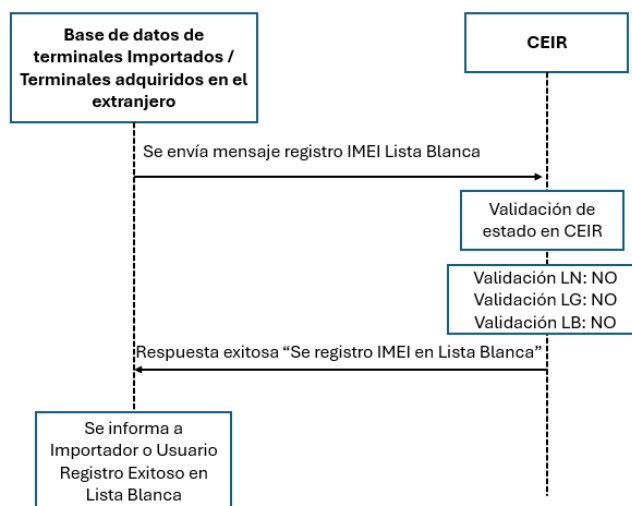 Base de datos de
terminales Importados /
Terminales adquiridos en el
extranjero
CEIR
Se envía mensaje registro IMEI Lista Blanca
Validación de
estado en CEIR
Validación LN: NO
Validación LG: NO
Validación LB: NO
Respuesta exitosa “Se registro IMEI en Lista Blanca”
Se informa a
Importador o Usuario
Registro Exitoso en
Lista Blanca